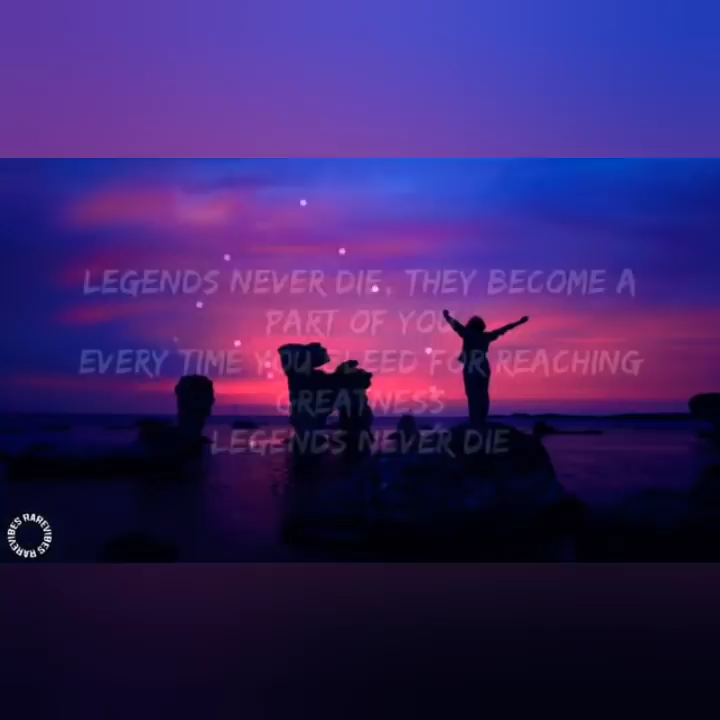 LEGENDS NEVER DIE, THEY BECOME A
PART OF YOU
EVERY TIME YOU BLEED FOR REACHING
GREATNESS
LEGENDS NEVER DIE
RAREVIBES RAREVIBES